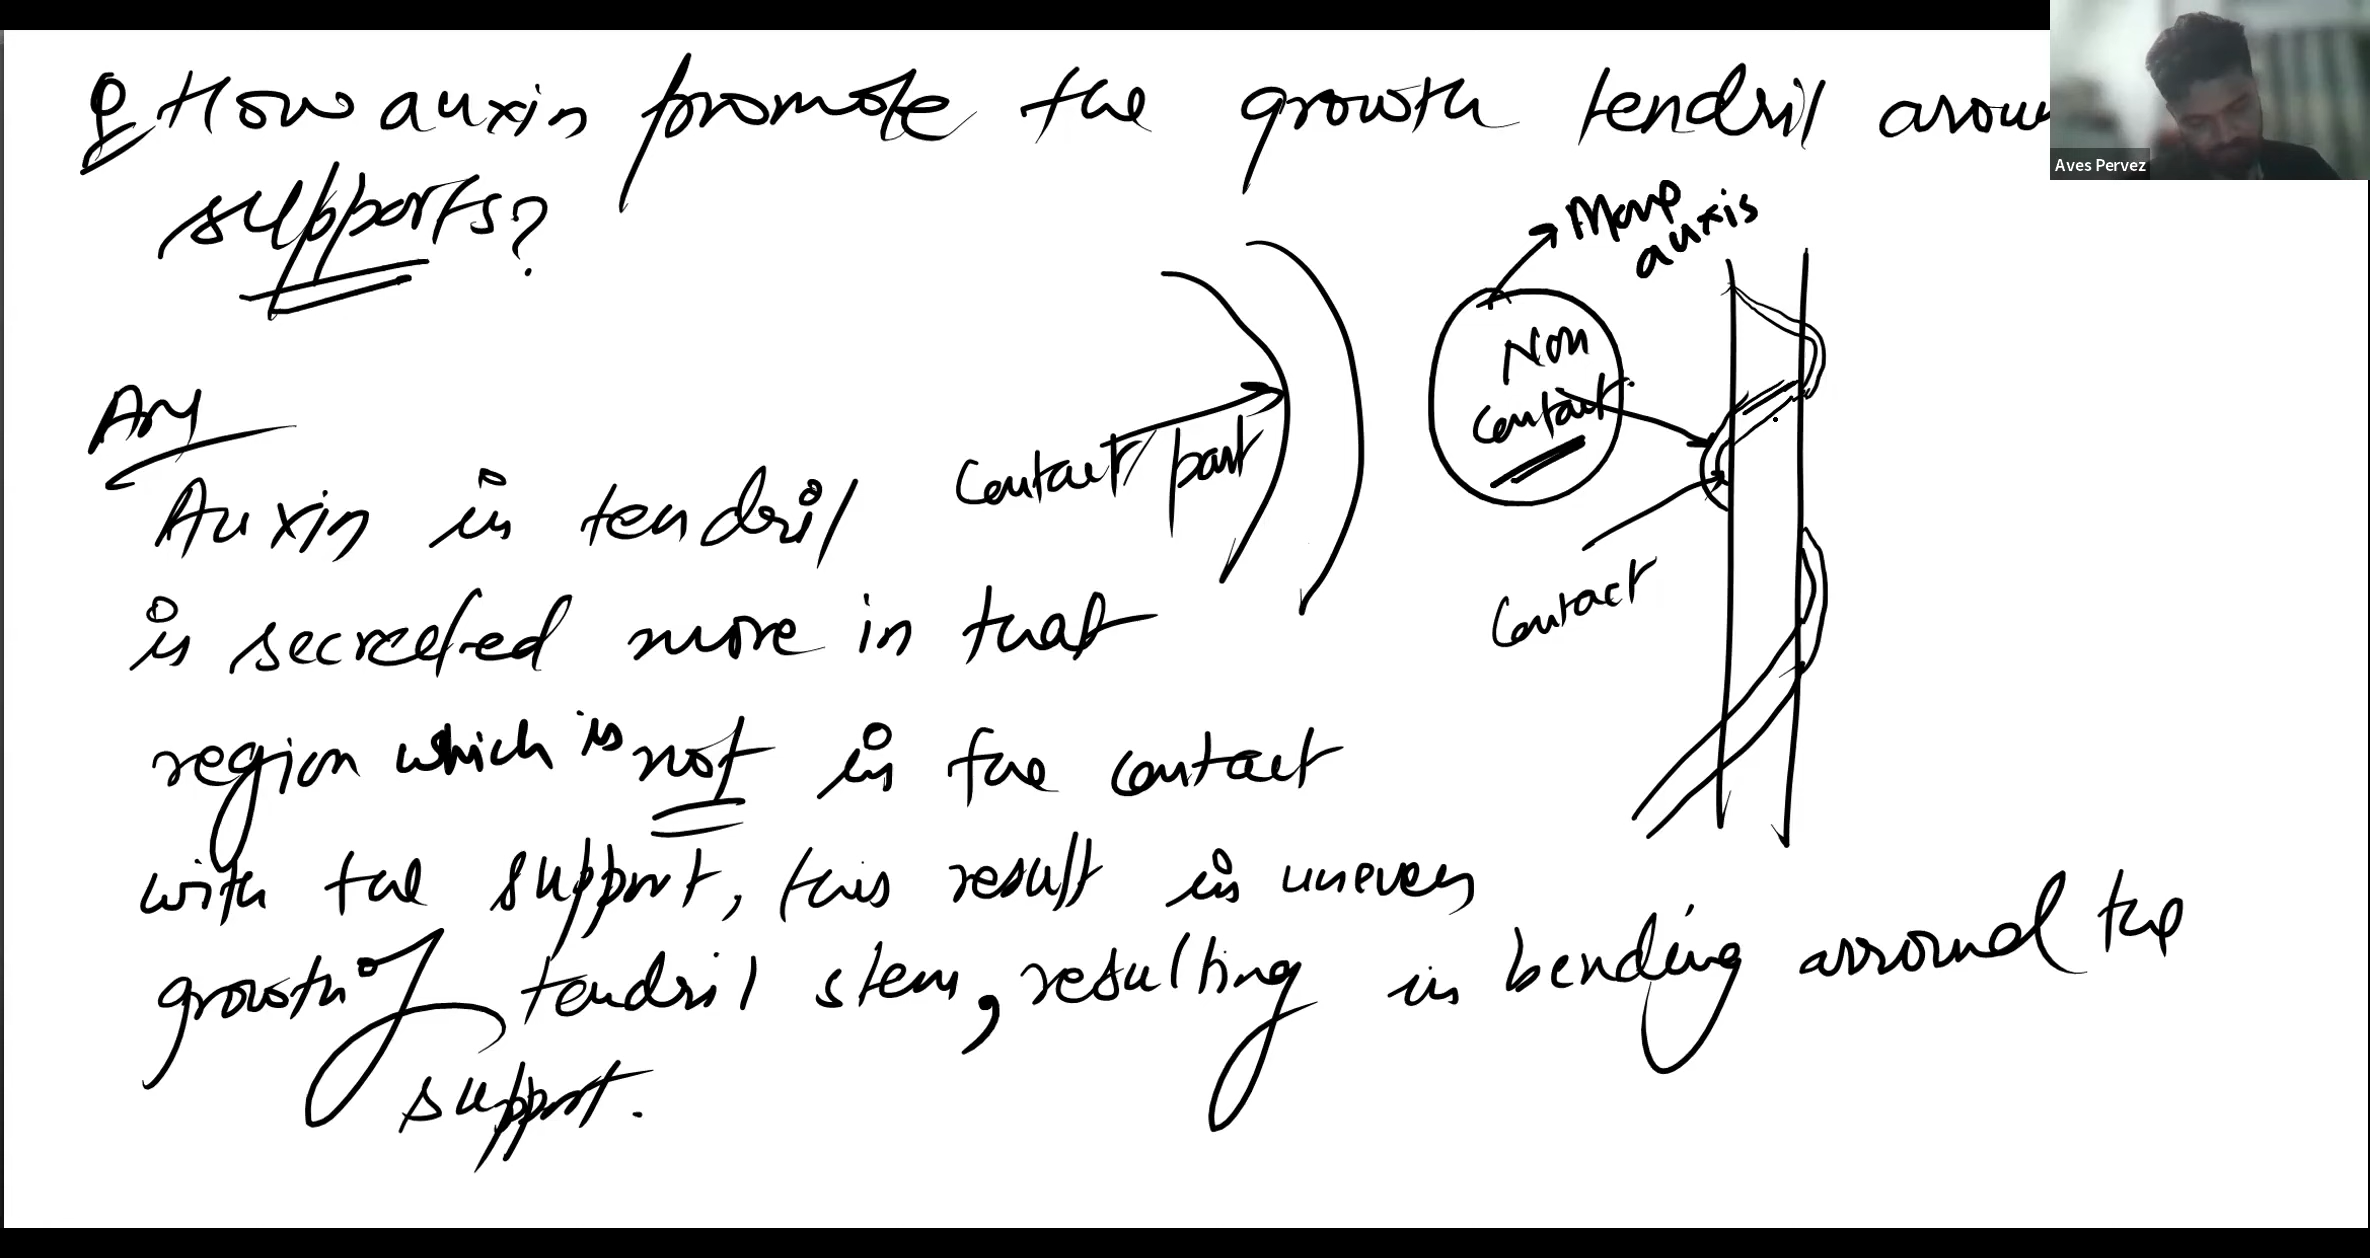 Q How auxin promote the growth tendril arou
supports?
More
auxin
Non
contact
Ans
Contact part
Auxin in tendril
Contact
is secreted more in that
region which is not in the contact
with the support, this result in uneven
growth of tendril stem, resulting in bending arround the
support.
Aves Pervez